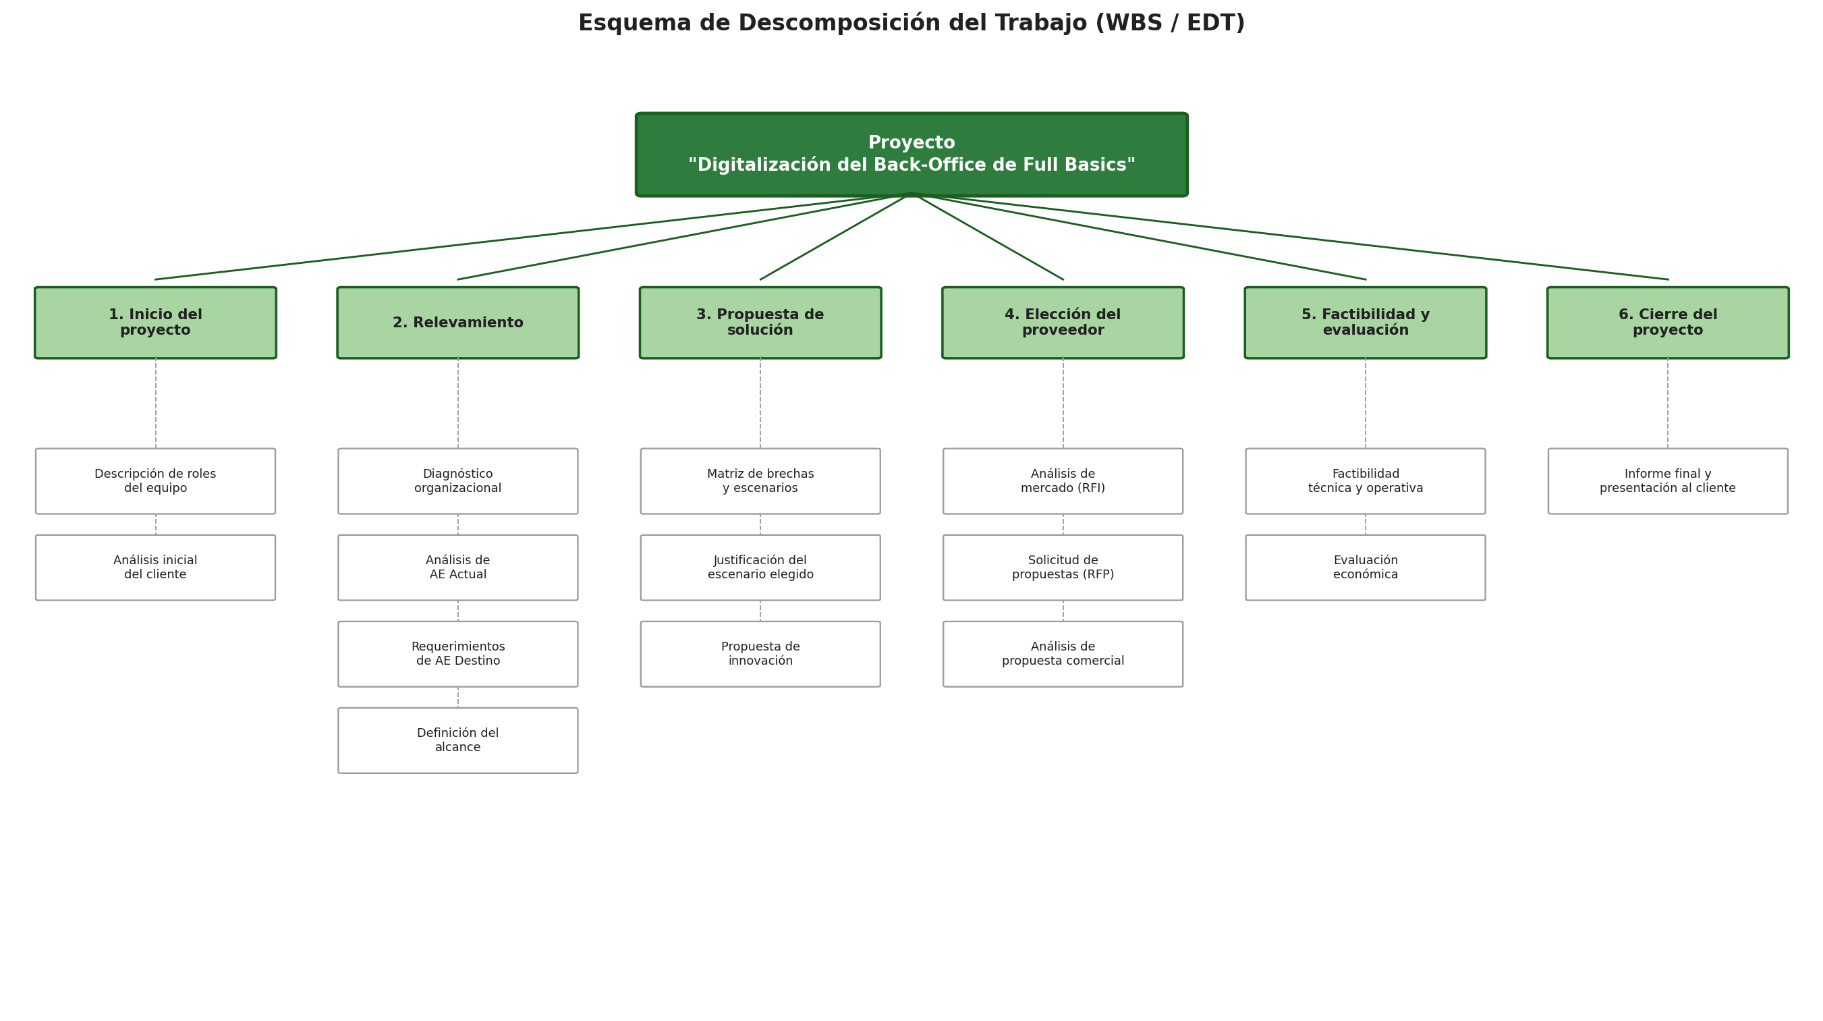 Esquema de Descomposición del Trabajo (WBS / EDT)
Proyecto
"Digitalización del Back-Office de Full Basics"
1. Inicio del
proyecto
2. Relevamiento
3. Propuesta de
solución
4. Elección del
proveedor
5. Factibilidad y
evaluación
6. Cierre del
proyecto
Descripción de roles
del equipo
Análisis inicial
del cliente
Diagnóstico
organizacional
Análisis de
AE Actual
Requerimientos
de AE Destino
Definición del
alcance
Matriz de brechas
y escenarios
Justificación del
escenario elegido
Propuesta de
innovación
Análisis de
mercado (RFI)
Solicitud de
propuestas (RFP)
Análisis de
propuesta comercial
Factibilidad
técnica y operativa
Evaluación
económica
Informe final y
presentación al cliente